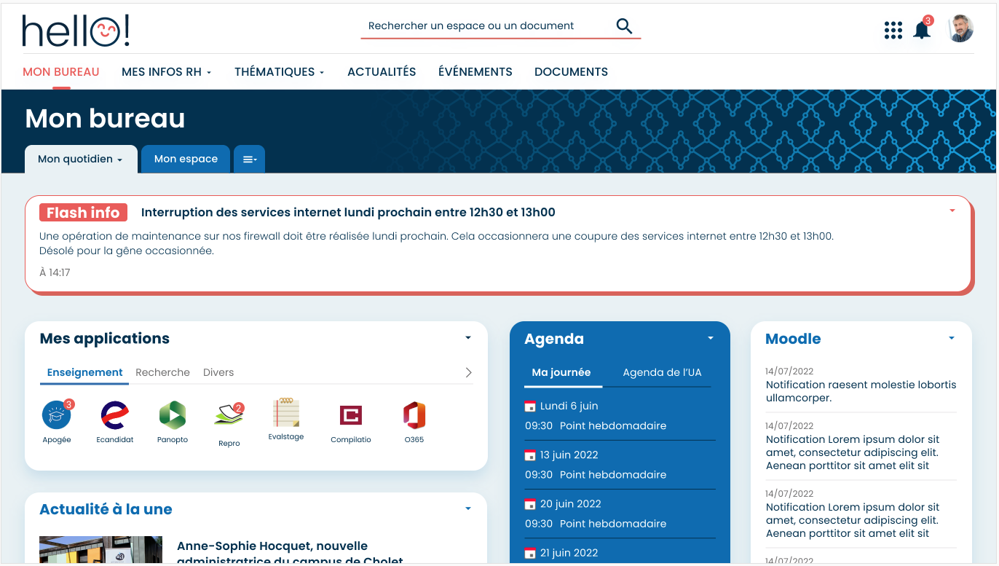 hello!
Rechercher un espace ou un document
3
MON BUREAU MES INFOS RH THÉMATIQUES ACTUALITÉS ÉVÉNEMENTS DOCUMENTS
Mon bureau
Mon quotidien Mon espace
Flash info Interruption des services internet lundi prochain entre 12h30 et 13h00
Une opération de maintenance sur nos firewall doit être réalisée lundi prochain. Cela occasionnera une coupure des services internet entre 12h30 et 13h00.
Désolé pour la gêne occasionnée.
À 14:17
Mes applications
Enseignement Recherche Divers
3
2
Apogée Ecandidat Panopto Repro Evalstage Compilatio O365
Actualité à la une
Anne-Sophie Hocquet, nouvelle
administratrice du campus de Cholet
Agenda
Ma journée Agenda de l'UA
Lundi 6 juin
09:30 Point hebdomadaire
13 juin 2022
09:30 Point hebdomadaire
20 juin 2022
09:30 Point hebdomadaire
21 juin 2022
Moodle
14/07/2022
Notification raesent molestie lobortis
ullamcorper.
14/07/2022
Notification Lorem ipsum dolor sit
amet, consectetur adipiscing elit.
Aenean porttitor sit amet elit sit
14/07/2022
Notification Lorem ipsum dolor sit
amet, consectetur adipiscing elit.
Aenean porttitor sit amet elit sit
14/07/2022